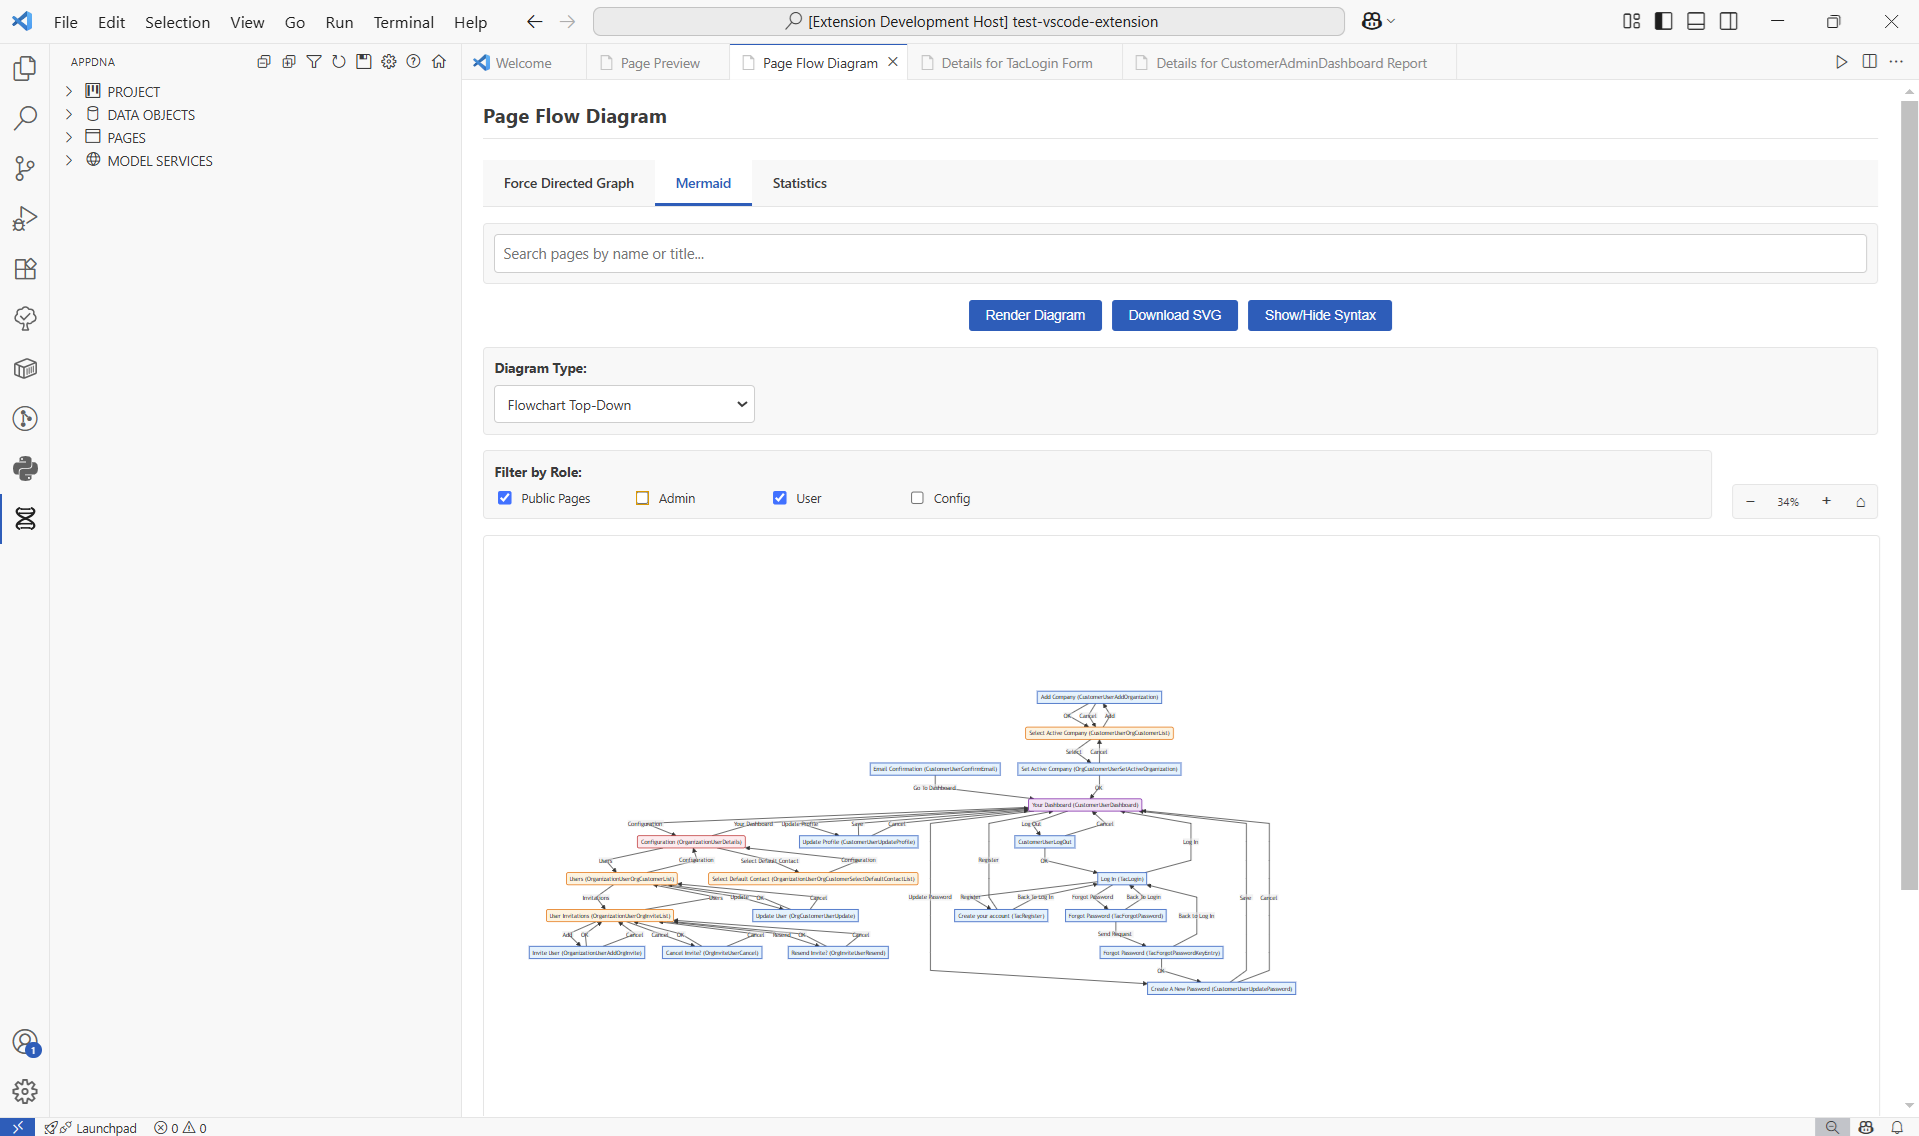 File Edit Selection View Go Run Terminal Help [Extension Development Host] test-vscode-extension
APPDNA
PROJECT
DATA OBJECTS
PAGES
MODEL SERVICES
Welcome Page Preview Page Flow Diagram Details for TacLogin Form Details for CustomerAdminDashboard Report
Page Flow Diagram
Force Directed Graph Mermaid Statistics
Search pages by name or title...
Render Diagram Download SVG Show/Hide Syntax
Diagram Type:
Flowchart Top-Down
Filter by Role:
Public Pages Admin User Config
34%
Add Company (CustomerUserAddOrganization)
OK Cancel Add
Select Active Company (CustomerUserOrgCustomerList)
Select Cancel
Email Confirmation (CustomerUserConfirmEmail) Set Active Company (OrgCustomerUserSetActiveOrganization)
Go To Dashboard OK
Your Dashboard (CustomerUserDashboard)
Configuration Your Dashboard Update Profile Save Cancel Log Out Cancel
Configuration (OrganizationUserDetails) Update Profile (CustomerUserUpdateProfile) CustomerUserLogOut Log In
Users Configuration Select Default Contact Configuration Register OK
Users (OrganizationUserOrgCustomerList) Select Default Contact (OrganizationUserOrgCustomerSelectDefaultContactList) Log In (TacLogin)
Invitations Users Update OK Cancel Update Password Register Back To Log In Forgot Password Back To Login Save Cancel
User Invitations (OrganizationUserOrgInviteList) Update User (OrgCustomerUserUpdate) Create your account (TacRegister) Forgot Password (TacForgotPassword) Back to Log In
Add OK Cancel Cancel OK Cancel Resend OK Cancel Send Request
Invite User (OrganizationUserAddOrgInvite) Cancel Invite? (OrgInviteUserCancel) Resend Invite? (OrgInviteUserResend) Forgot Password (TacForgotPasswordKeyEntry)
OK
Create A New Password (CustomerUserUpdatePassword)
1
Launchpad 0 0